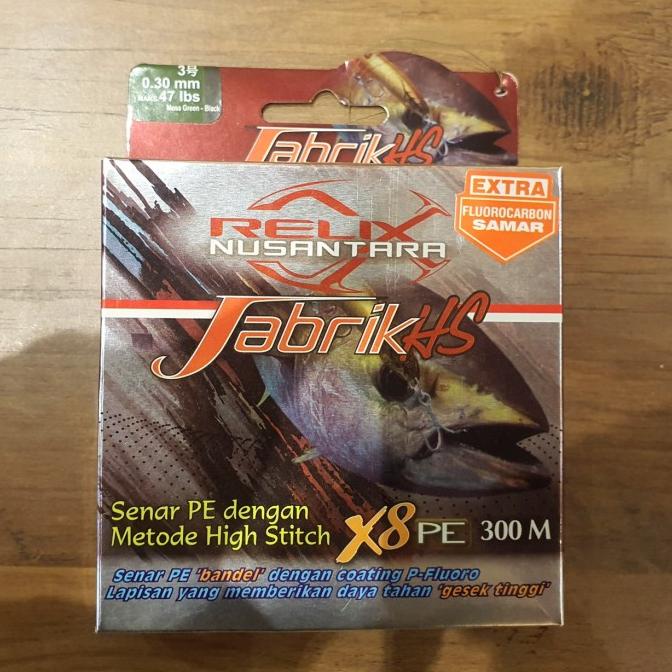 3号
0.30 mm
MAX 47 lbs
Moss Green - Black
JabrikHS
EXTRA
FLUOROCARBON
SAMAR
RELIX
NUSANTARA
JabrikHS
Senar PE dengan
Metode High Stitch X8 PE 300 M
Senar PE 'bandel' dengan coating P-Fluoro
Lapisan yang memberikan daya tahan 'gesek tinggi'